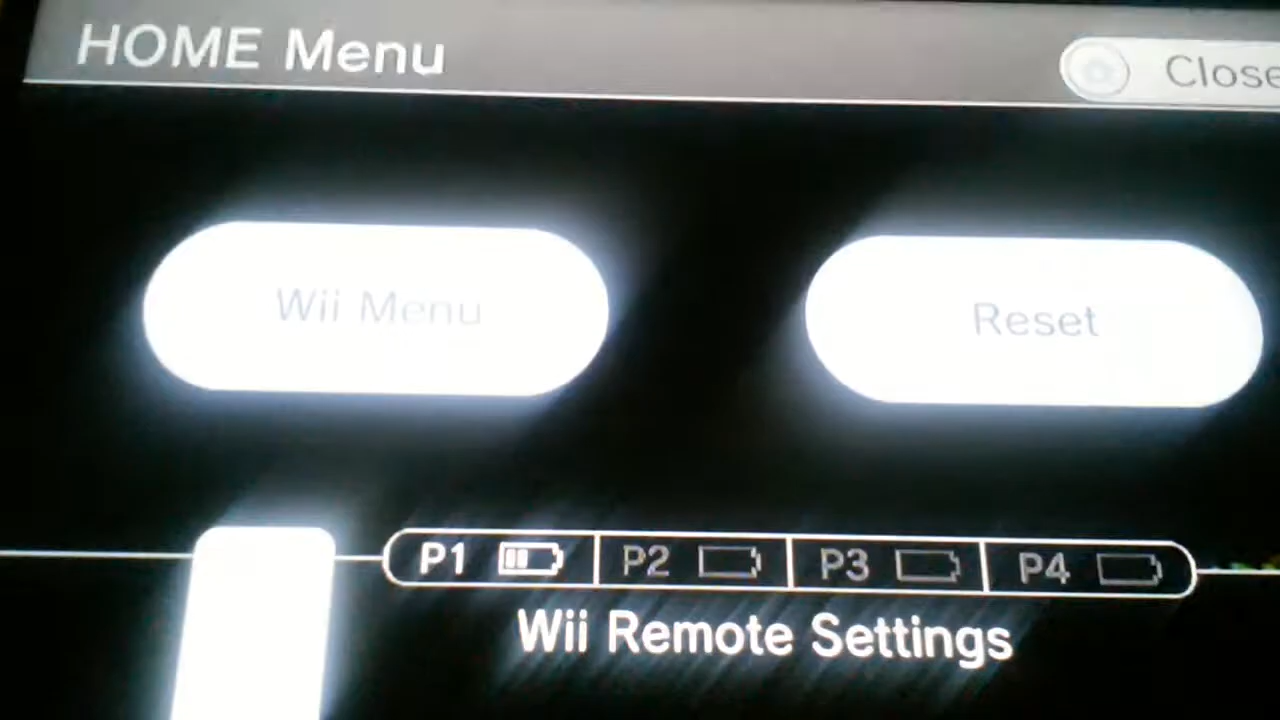 HOME Menu
Close
Wii Menu
Reset
P1 P2 P3 P4
Wii Remote Settings